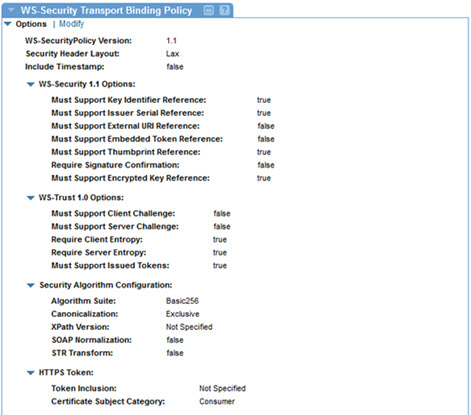 WS-Security Transport Binding Policy
Options | Modify
WS-SecurityPolicy Version: 1.1
Security Header Layout: Lax
Include Timestamp: false
WS-Security 1.1 Options:
Must Support Key Identifier Reference: true
Must Support Issuer Serial Reference: true
Must Support External URI Reference: false
Must Support Embedded Token Reference: false
Must Support Thumbprint Reference: true
Require Signature Confirmation: false
Must Support Encrypted Key Reference: true
WS-Trust 1.0 Options:
Must Support Client Challenge: false
Must Support Server Challenge: false
Require Client Entropy: true
Require Server Entropy: true
Must Support Issued Tokens: true
Security Algorithm Configuration:
Algorithm Suite: Basic256
Canonicalization: Exclusive
XPath Version: Not Specified
SOAP Normalization: false
STR Transform: false
HTTPS Token:
Token Inclusion: Not Specified
Certificate Subject Category: Consumer